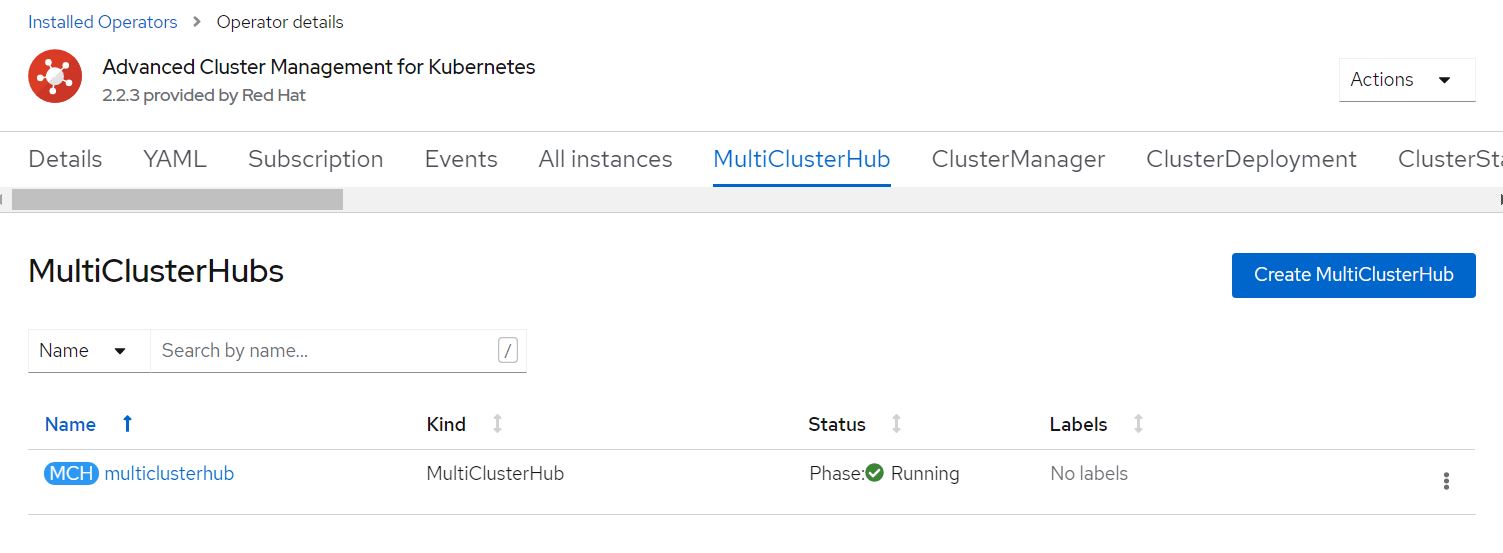 Installed Operators > Operator details
Advanced Cluster Management for Kubernetes
2.2.3 provided by Red Hat
Actions
Details YAML Subscription Events All instances MultiClusterHub ClusterManager ClusterDeployment ClusterSta
MultiClusterHubs
Create MultiClusterHub
Name Search by name... /
Name Kind Status Labels
MCH multiclusterhub MultiClusterHub Phase: Running No labels